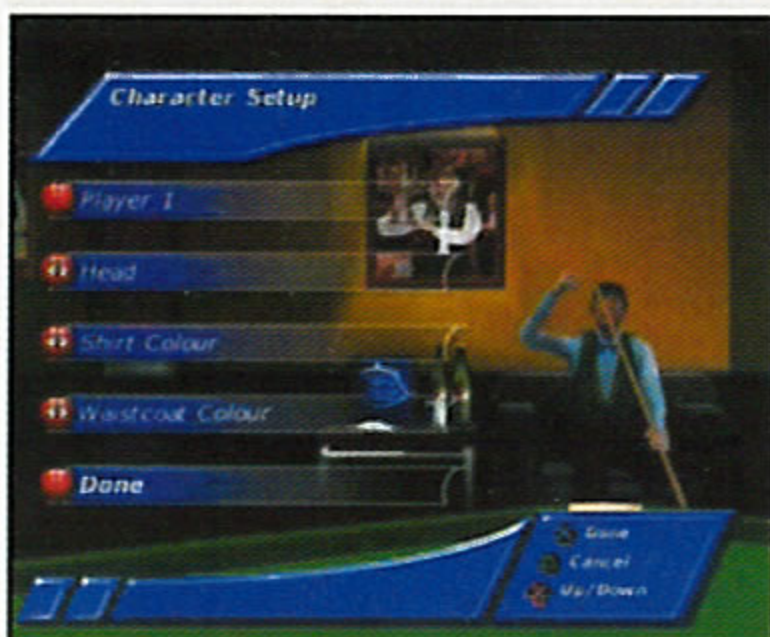 Character Setup
Player 1
Head
Shirt Colour
Waistcoat Colour
Done
Done
Cancel
Up/Down